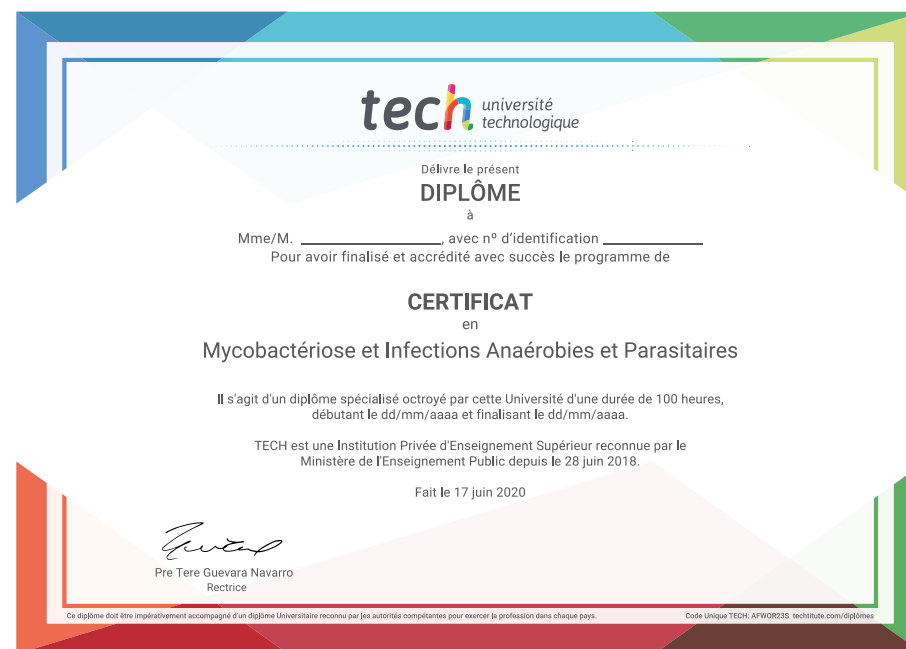 tech université
technologique
Délivre le présent
DIPLÔME
à
Mme/M. ____________________, avec nº d'identification ______________
Pour avoir finalisé et accrédité avec succès le programme de
CERTIFICAT
en
Mycobactériose et Infections Anaérobies et Parasitaires
Il s'agit d'un diplôme spécialisé octroyé par cette Université d'une durée de 100 heures,
débutant le dd/mm/aaaa et finalisant le dd/mm/aaaa.
TECH est une Institution Privée d'Enseignement Supérieur reconnue par le
Ministère de l'Enseignement Public depuis le 28 juin 2018.
Fait le 17 juin 2020
Pre Tere Guevara Navarro
Rectrice
Ce diplôme doit être impérativement accompagné d'un diplôme Universitaire reconnu par les autorités compétantes pour exercer la profession dans chaque pays.
Code Unique TECH: AFWOR23S techtitute.com/diplômes